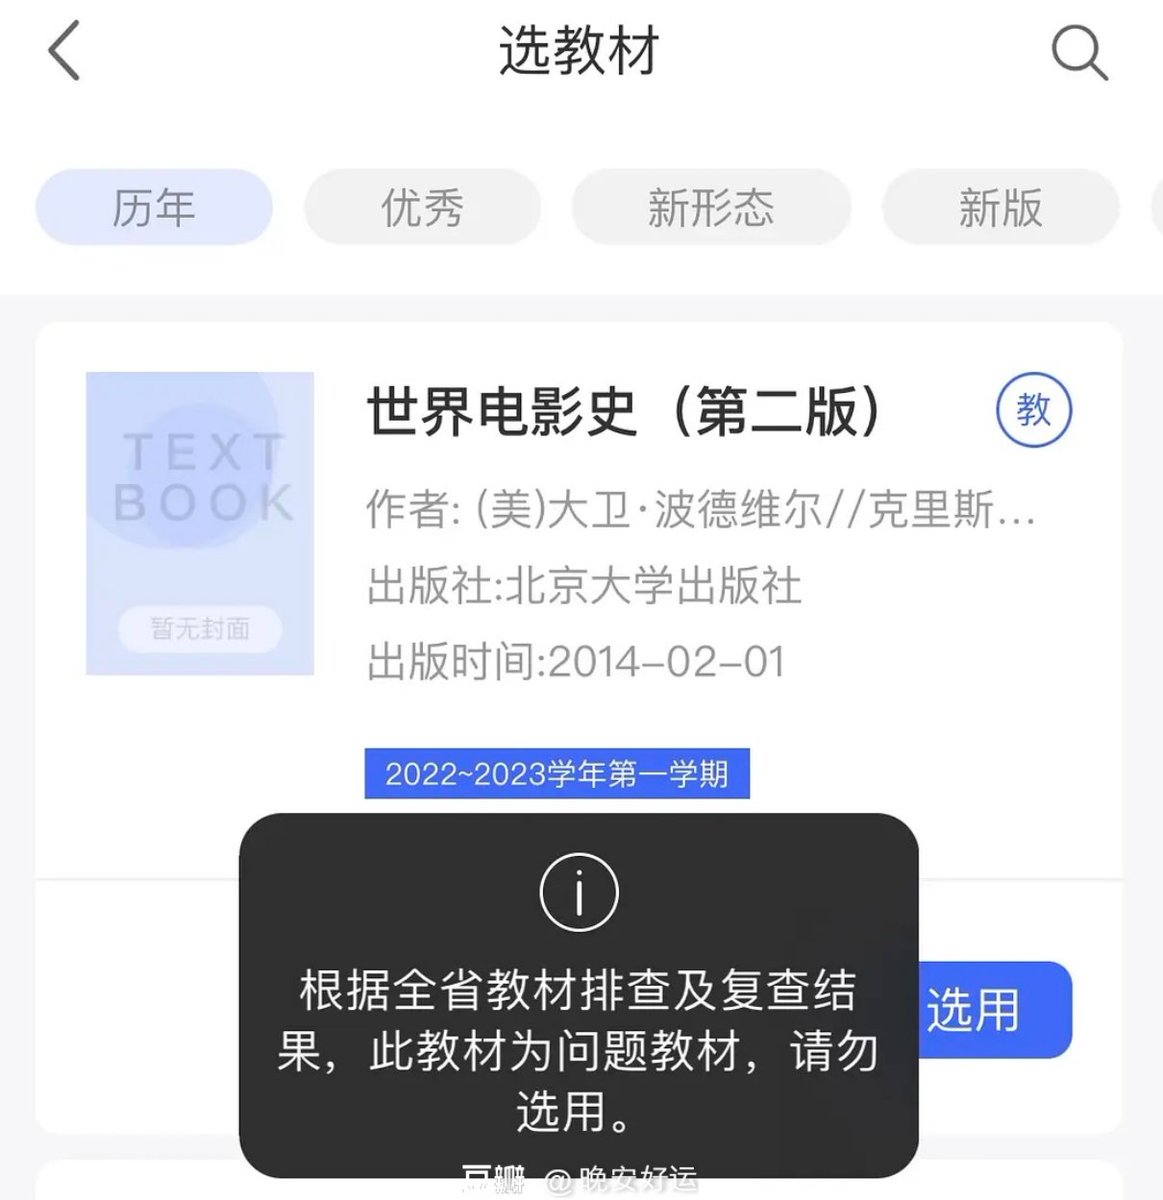 选教材
历年
优秀
新形态
新版
TEXT
BOOK
暂无封面
世界电影史（第二版）
教
作者: (美)大卫·波德维尔//克里斯...
出版社:北京大学出版社
出版时间:2014-02-01
2022~2023学年第一学期
根据全省教材排查及复查结
果，此教材为问题教材，请勿
选用。
选用
豆瓣 @晚安好运